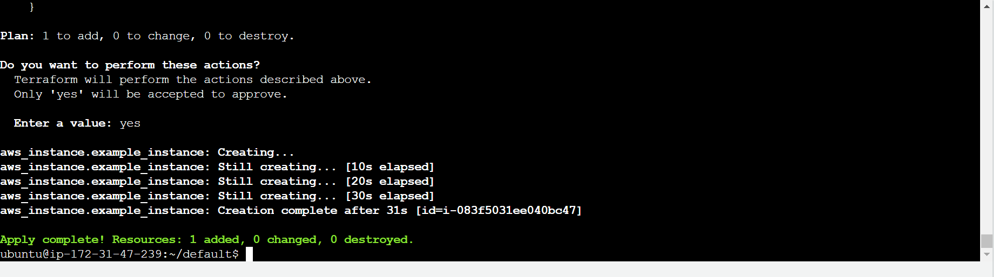 }
Plan: 1 to add, 0 to change, 0 to destroy.
Do you want to perform these actions?
Terraform will perform the actions described above.
Only 'yes' will be accepted to approve.
Enter a value: yes
aws_instance.example_instance: Creating...
aws_instance.example_instance: Still creating... [10s elapsed]
aws_instance.example_instance: Still creating... [20s elapsed]
aws_instance.example_instance: Still creating... [30s elapsed]
aws_instance.example_instance: Creation complete after 31s [id=i-083f5031ee040bc47]
Apply complete! Resources: 1 added, 0 changed, 0 destroyed.
ubuntu@ip-172-31-47-239:~/default$